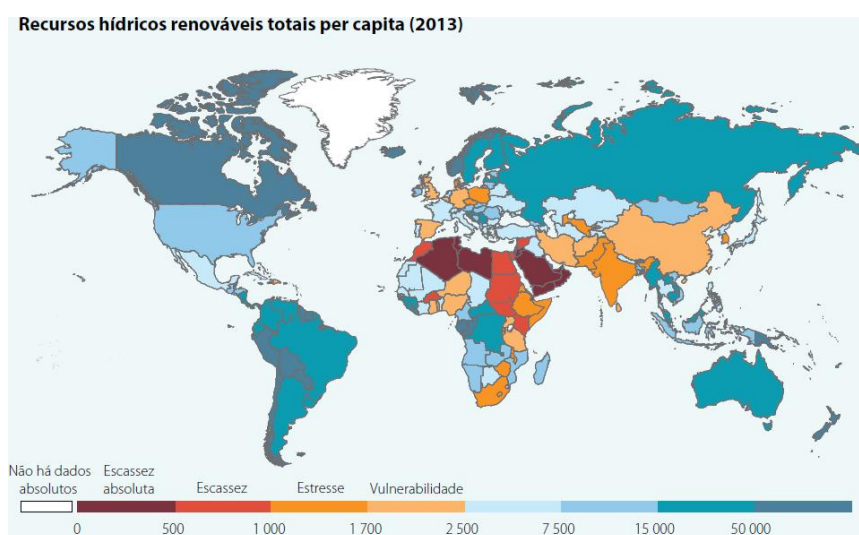 Recursos hídricos renováveis totais per capita (2013)
Não há dados Escassez
absolutos absoluta Escassez Estresse Vulnerabilidade
0 500 1 000 1 700 2 500 7 500 15 000 50 000